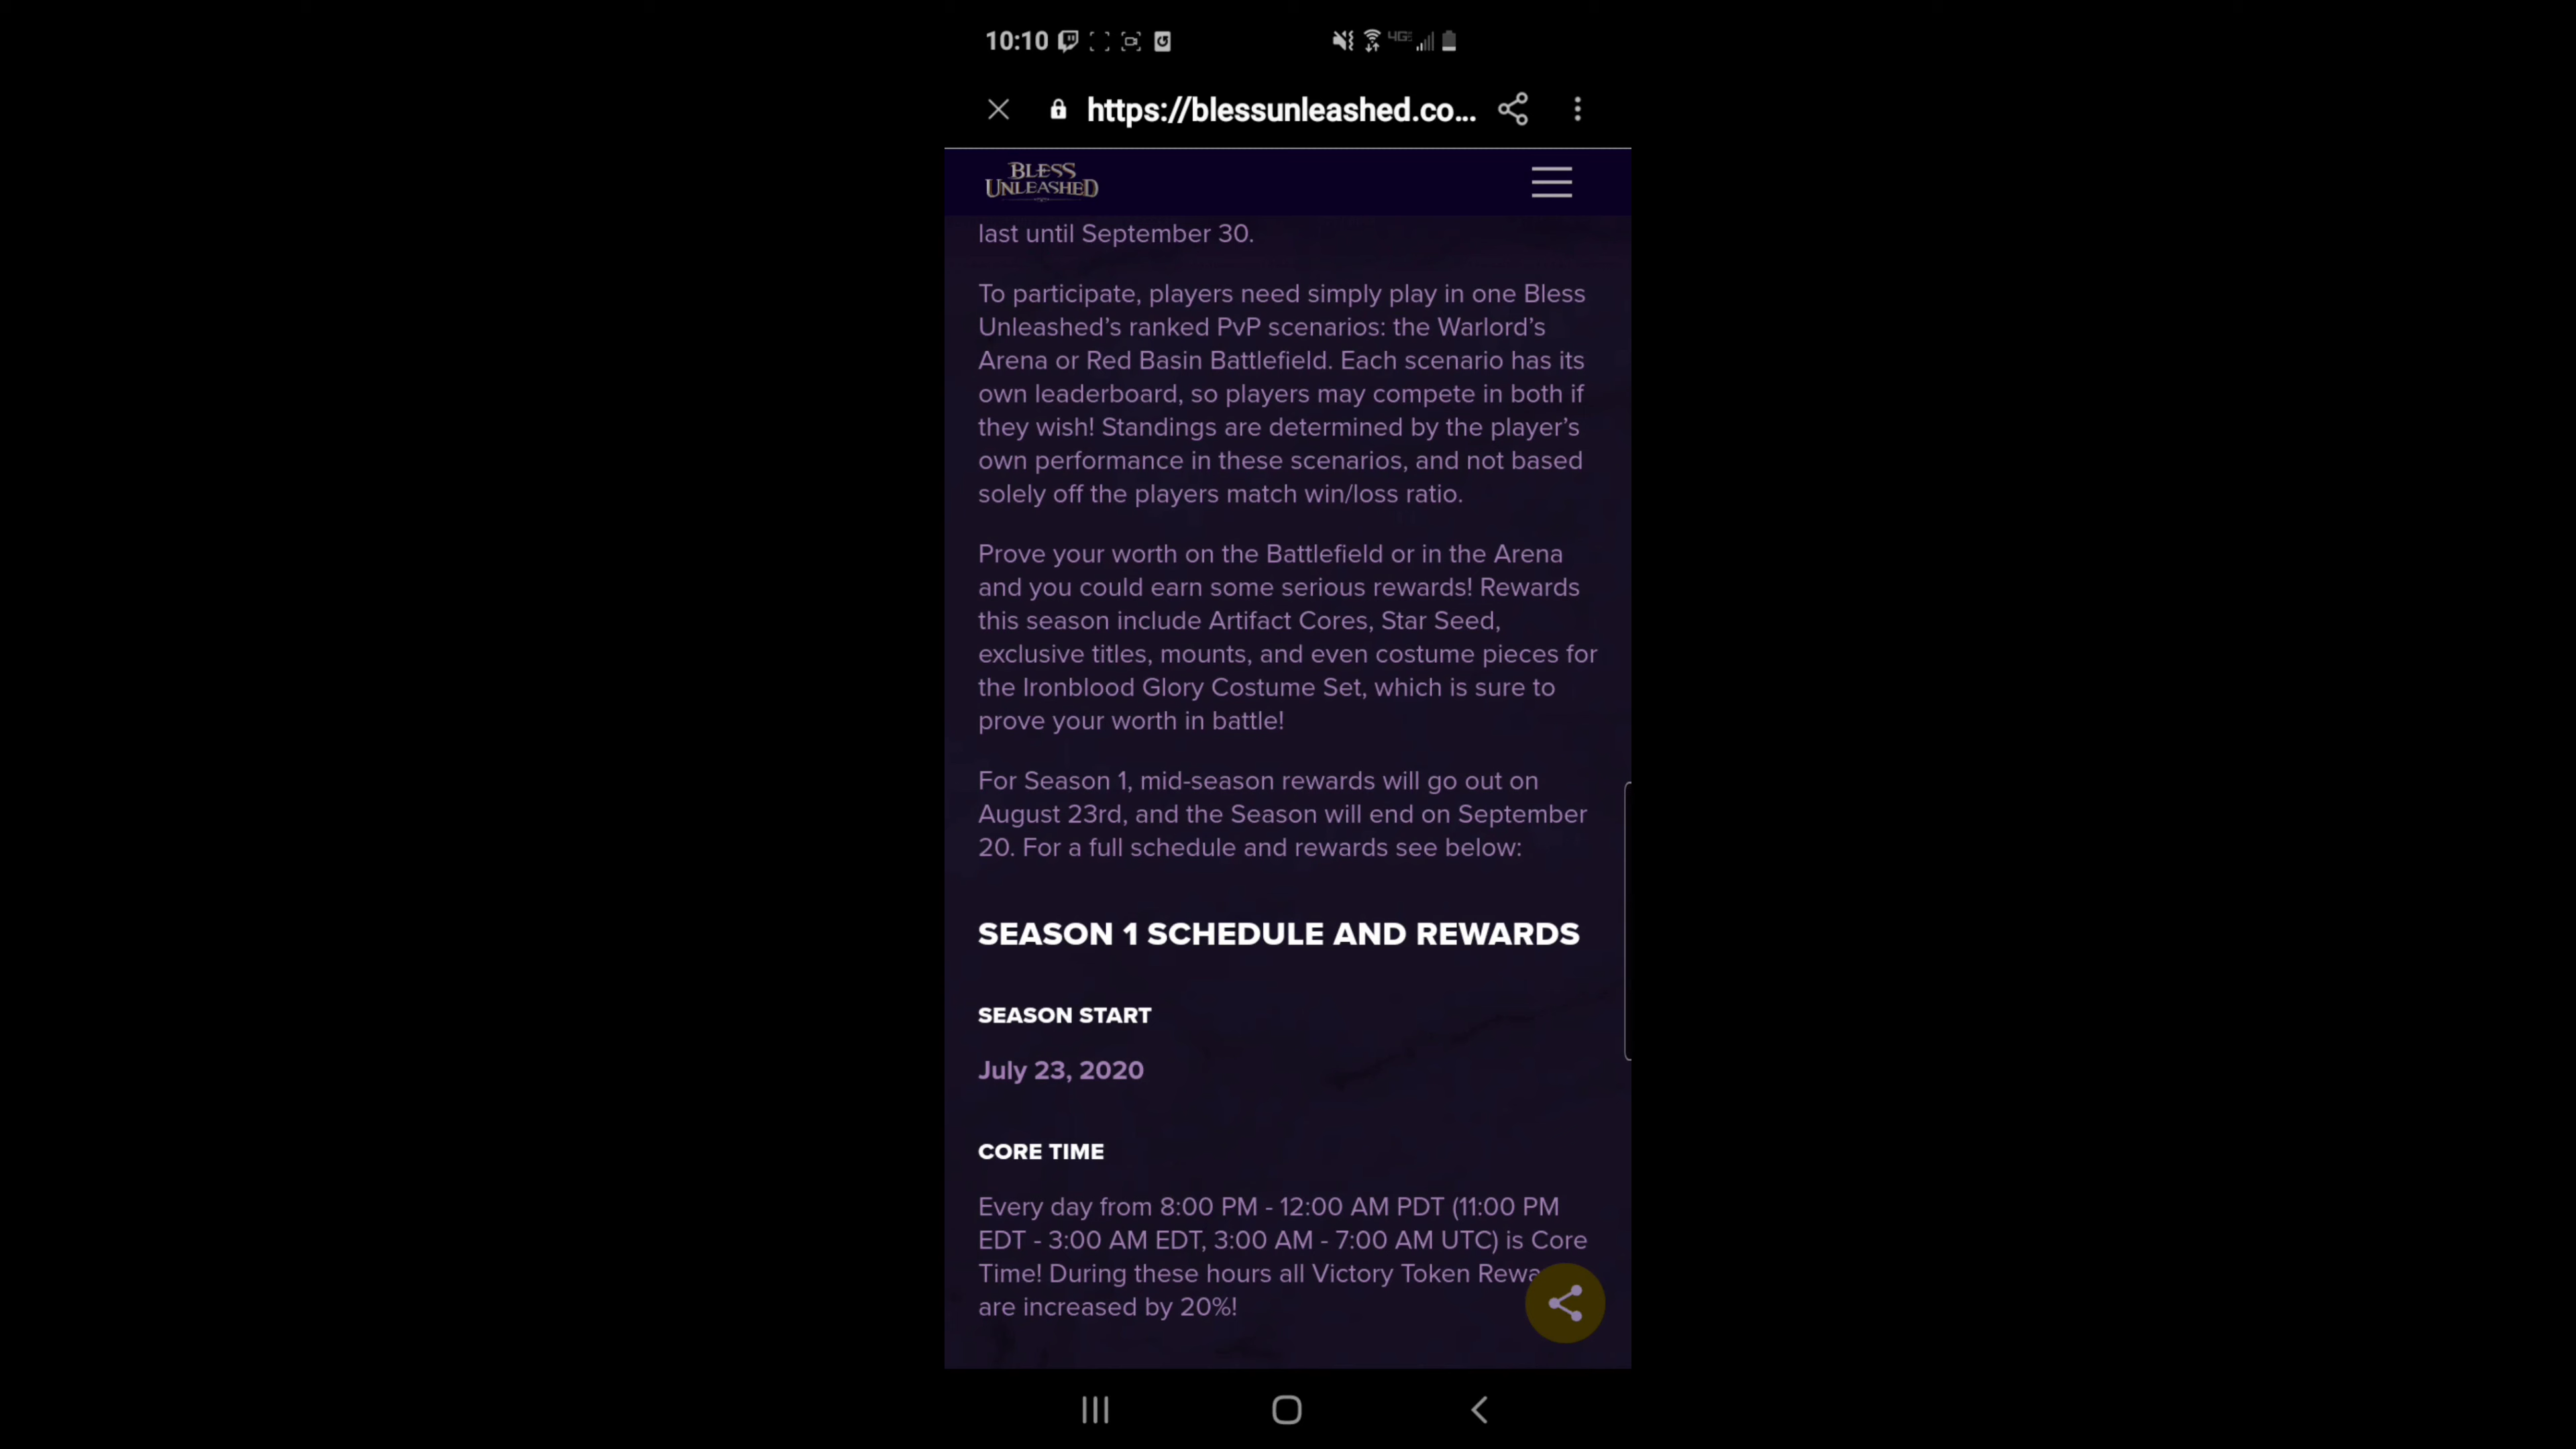 10:10
4G
https://blessunleashed.co...
BLESS
UNLEASHED
last until September 30.
To participate, players need simply play in one Bless
Unleashed’s ranked PvP scenarios: the Warlord’s
Arena or Red Basin Battlefield. Each scenario has its
own leaderboard, so players may compete in both if
they wish! Standings are determined by the player’s
own performance in these scenarios, and not based
solely off the players match win/loss ratio.
Prove your worth on the Battlefield or in the Arena
and you could earn some serious rewards! Rewards
this season include Artifact Cores, Star Seed,
exclusive titles, mounts, and even costume pieces for
the Ironblood Glory Costume Set, which is sure to
prove your worth in battle!
For Season 1, mid-season rewards will go out on
August 23rd, and the Season will end on September
20. For a full schedule and rewards see below:
SEASON 1 SCHEDULE AND REWARDS
SEASON START
July 23, 2020
CORE TIME
Every day from 8:00 PM - 12:00 AM PDT (11:00 PM
EDT - 3:00 AM EDT, 3:00 AM - 7:00 AM UTC) is Core
Time! During these hours all Victory Token Rewa
are increased by 20%!